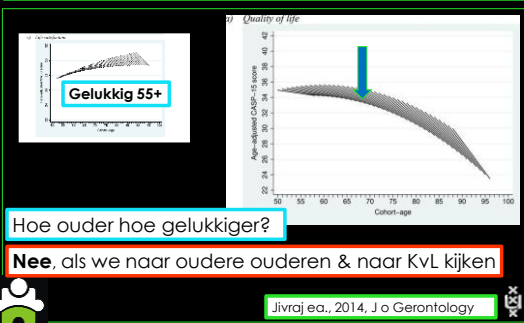 a) Quality of life
Gelukkig 55+
Age-adjusted CASP-15 score
42
40
38
36
34
32
30
28
26
24
22
50 55 60 65 70 75 80 85 90 95 100
Cohort-age
Hoe ouder hoe gelukkiger?
Nee, als we naar oudere ouderen & naar KvL kijken
Jivraj ea., 2014, J o Gerontology